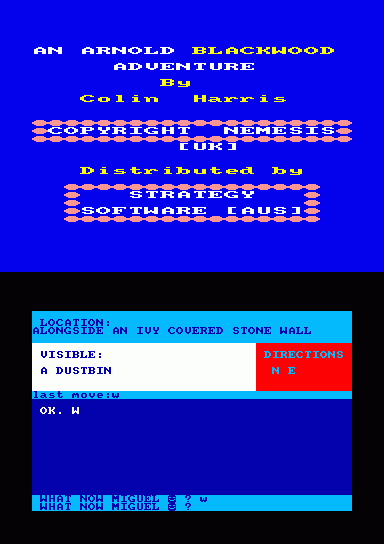 AN ARNOLD BLACKWOOD
ADVENTURE
By
Colin Harris
COPYRIGHT NEMESIS
[UK]
Distributed by
STRATEGY
SOFTWARE [AUS]
LOCATION:
ALONGSIDE AN IVY COVERED STONE WALL
VISIBLE:
A DUSTBIN
DIRECTIONS
N E
last move:w
OK. W
WHAT NOW MIGUEL ? w
WHAT NOW MIGUEL ?